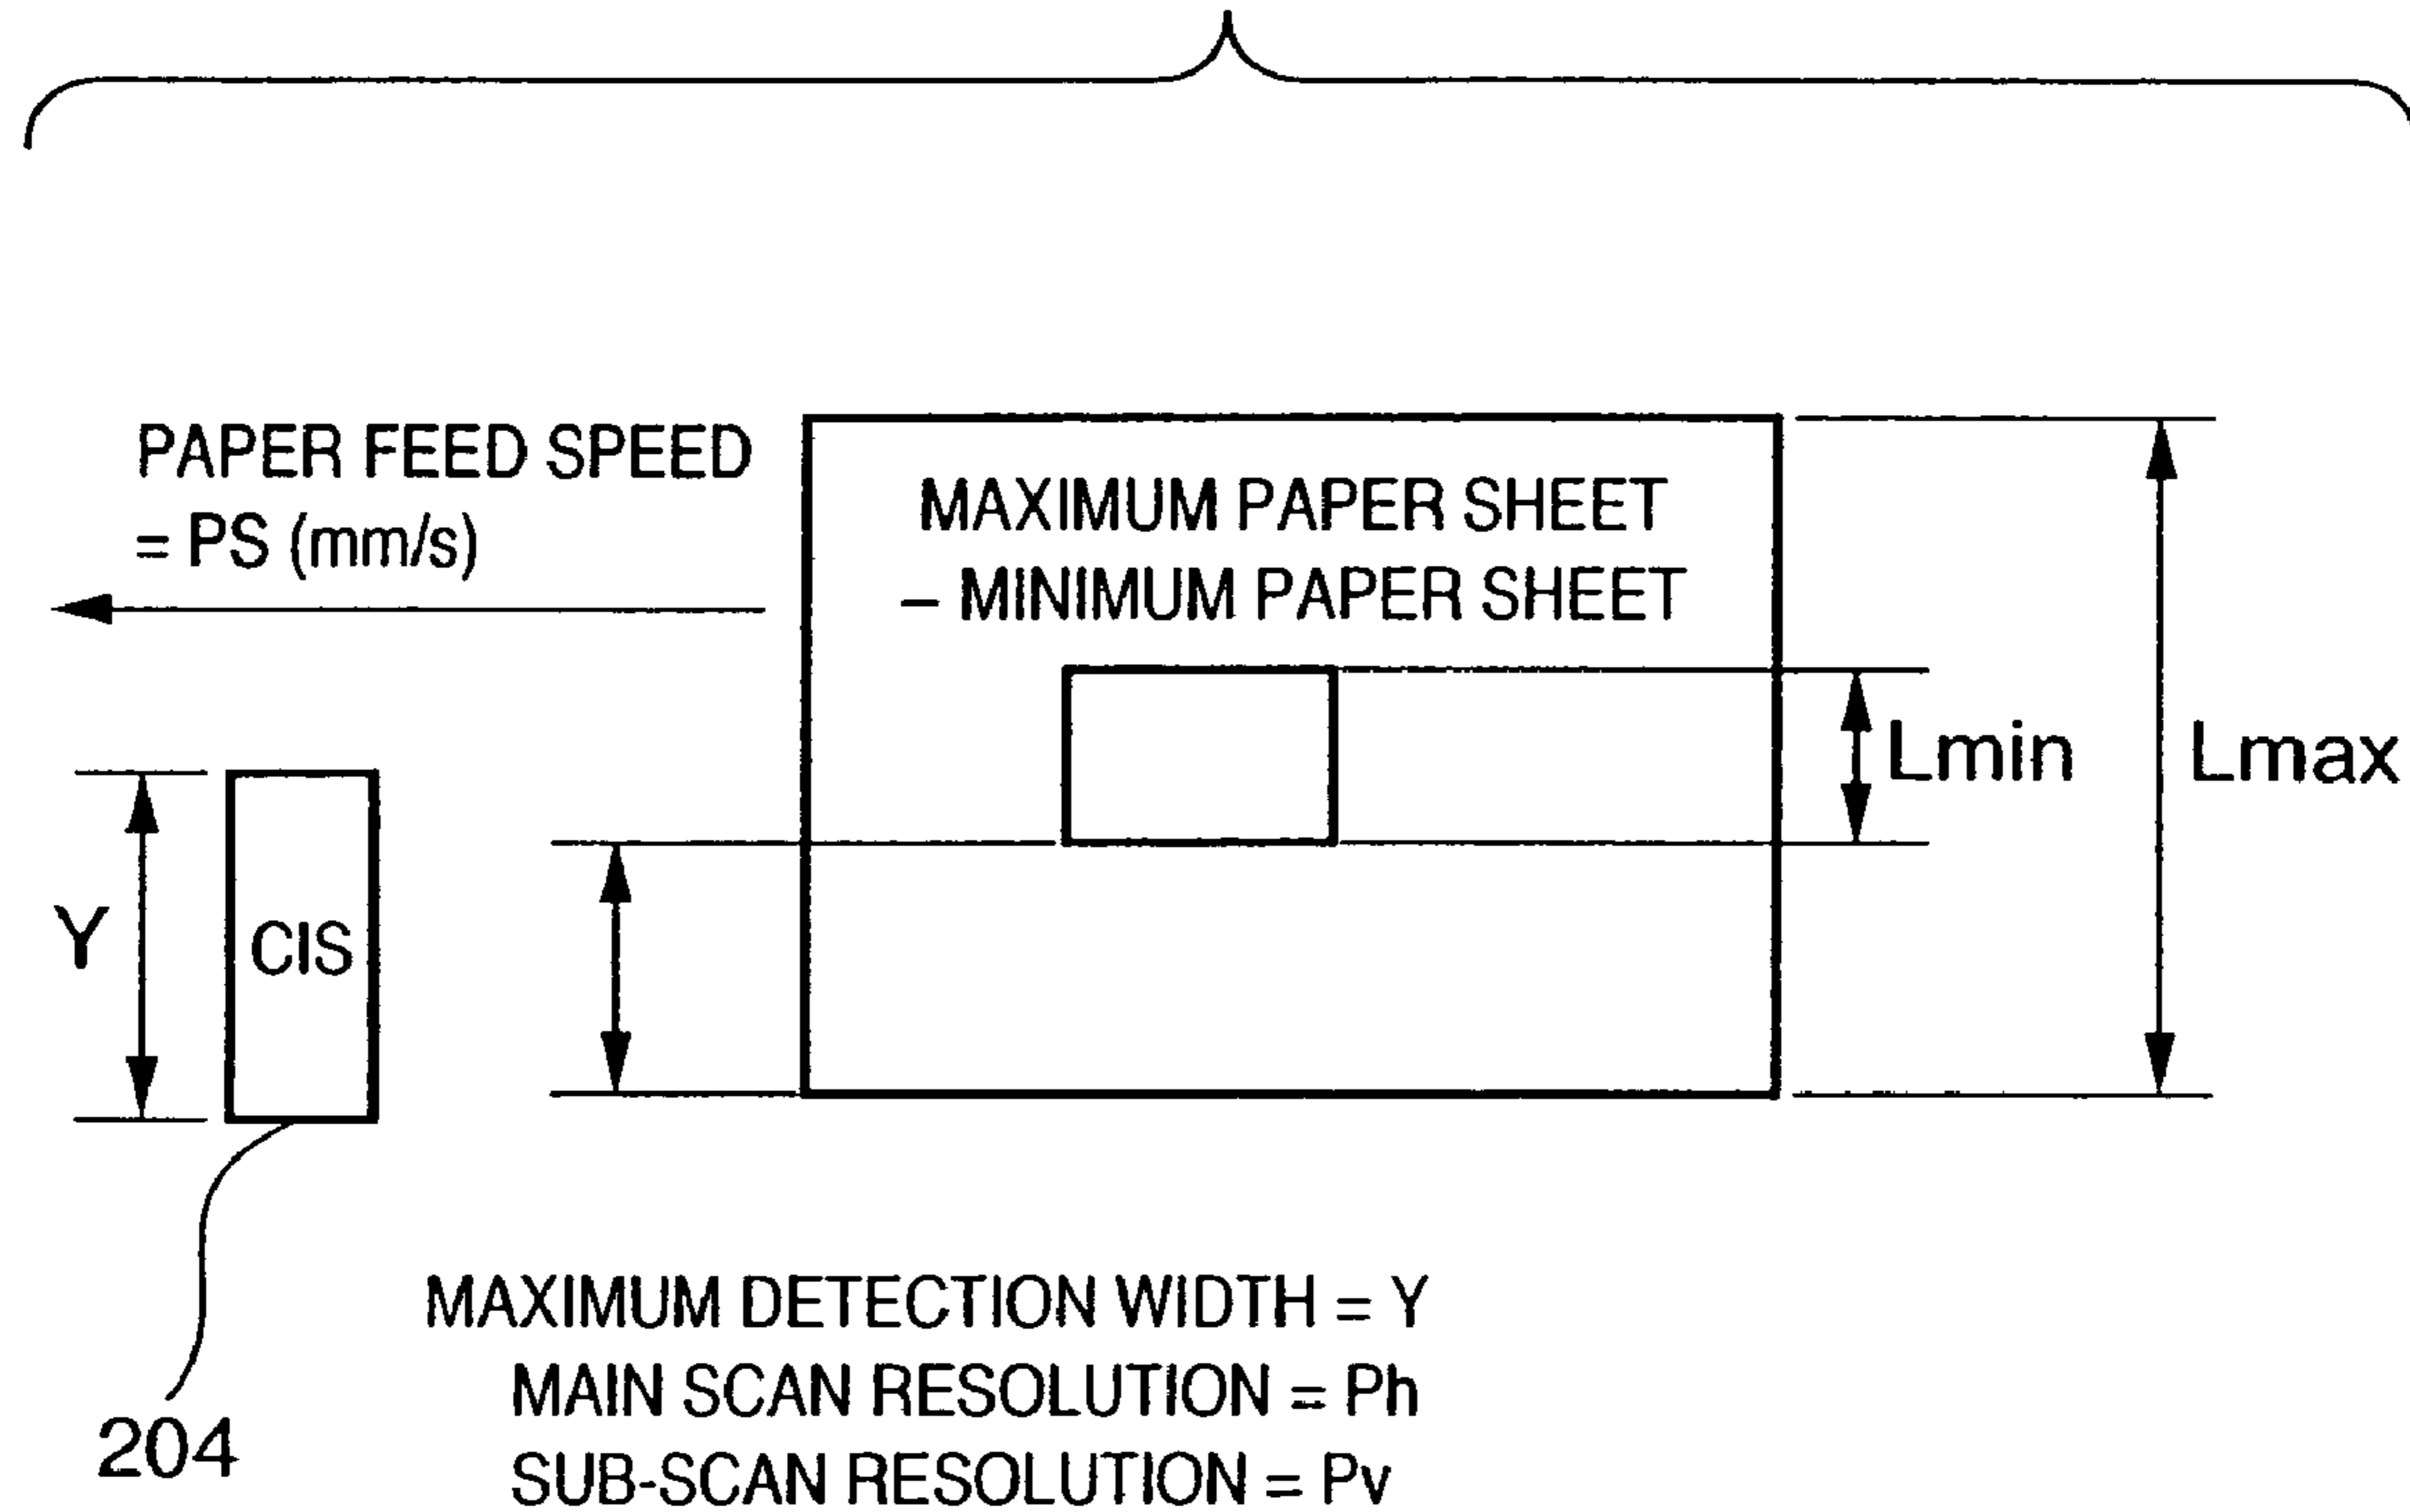 PAPER FEED SPEED
= PS (mm/s)
MAXIMUM PAPER SHEET
– MINIMUM PAPER SHEET
Lmin
Lmax
Y
CIS
204
MAXIMUM DETECTION WIDTH = Y
MAIN SCAN RESOLUTION = Ph
SUB-SCAN RESOLUTION = Pv